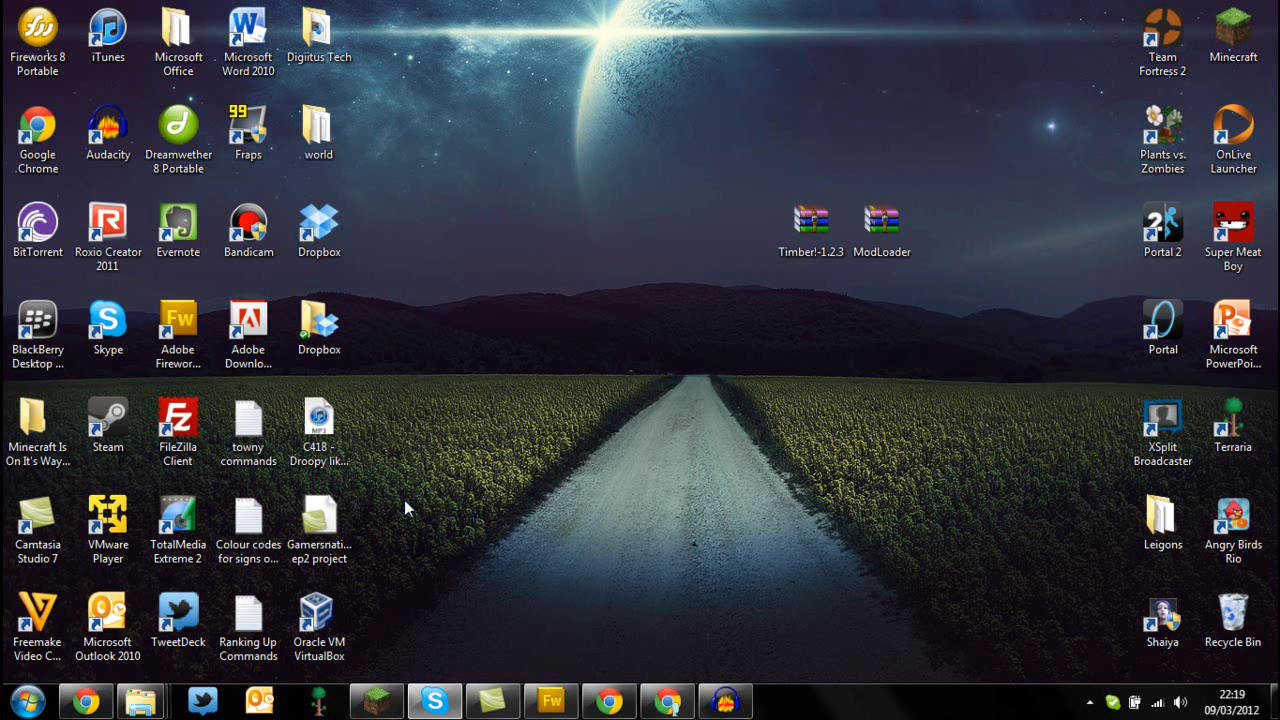 Fireworks 8
Portable
iTunes
Microsoft
Office
Microsoft
Word 2010
Digiitus Tech
Team
Fortress 2
Minecraft
Google
Chrome
Audacity
Dreamwether
8 Portable
99
Fraps
world
Plants vs.
Zombies
OnLive
Launcher
BitTorrent
Roxio Creator
2011
Evernote
Bandicam
Dropbox
Timber!-1.2.3
ModLoader
Portal 2
Super Meat
Boy
BlackBerry
Desktop ...
Skype
Fw
Adobe
Firewor...
Adobe
Downlo...
Dropbox
Portal
Microsoft
PowerPoi...
Minecraft Is
On It's Way...
Steam
FileZilla
Client
towny
commands
MP3
C418 -
Droopy lik...
XSplit
Broadcaster
Terraria
Camtasia
Studio 7
VMware
Player
TotalMedia
Extreme 2
Colour codes
for signs o...
Gamersnati...
ep2 project
Leigons
Angry Birds
Rio
Freemake
Video C...
Microsoft
Outlook 2010
TweetDeck
Ranking Up
Commands
Oracle VM
VirtualBox
Shaiya
Recycle Bin
Fw
22:19
09/03/2012